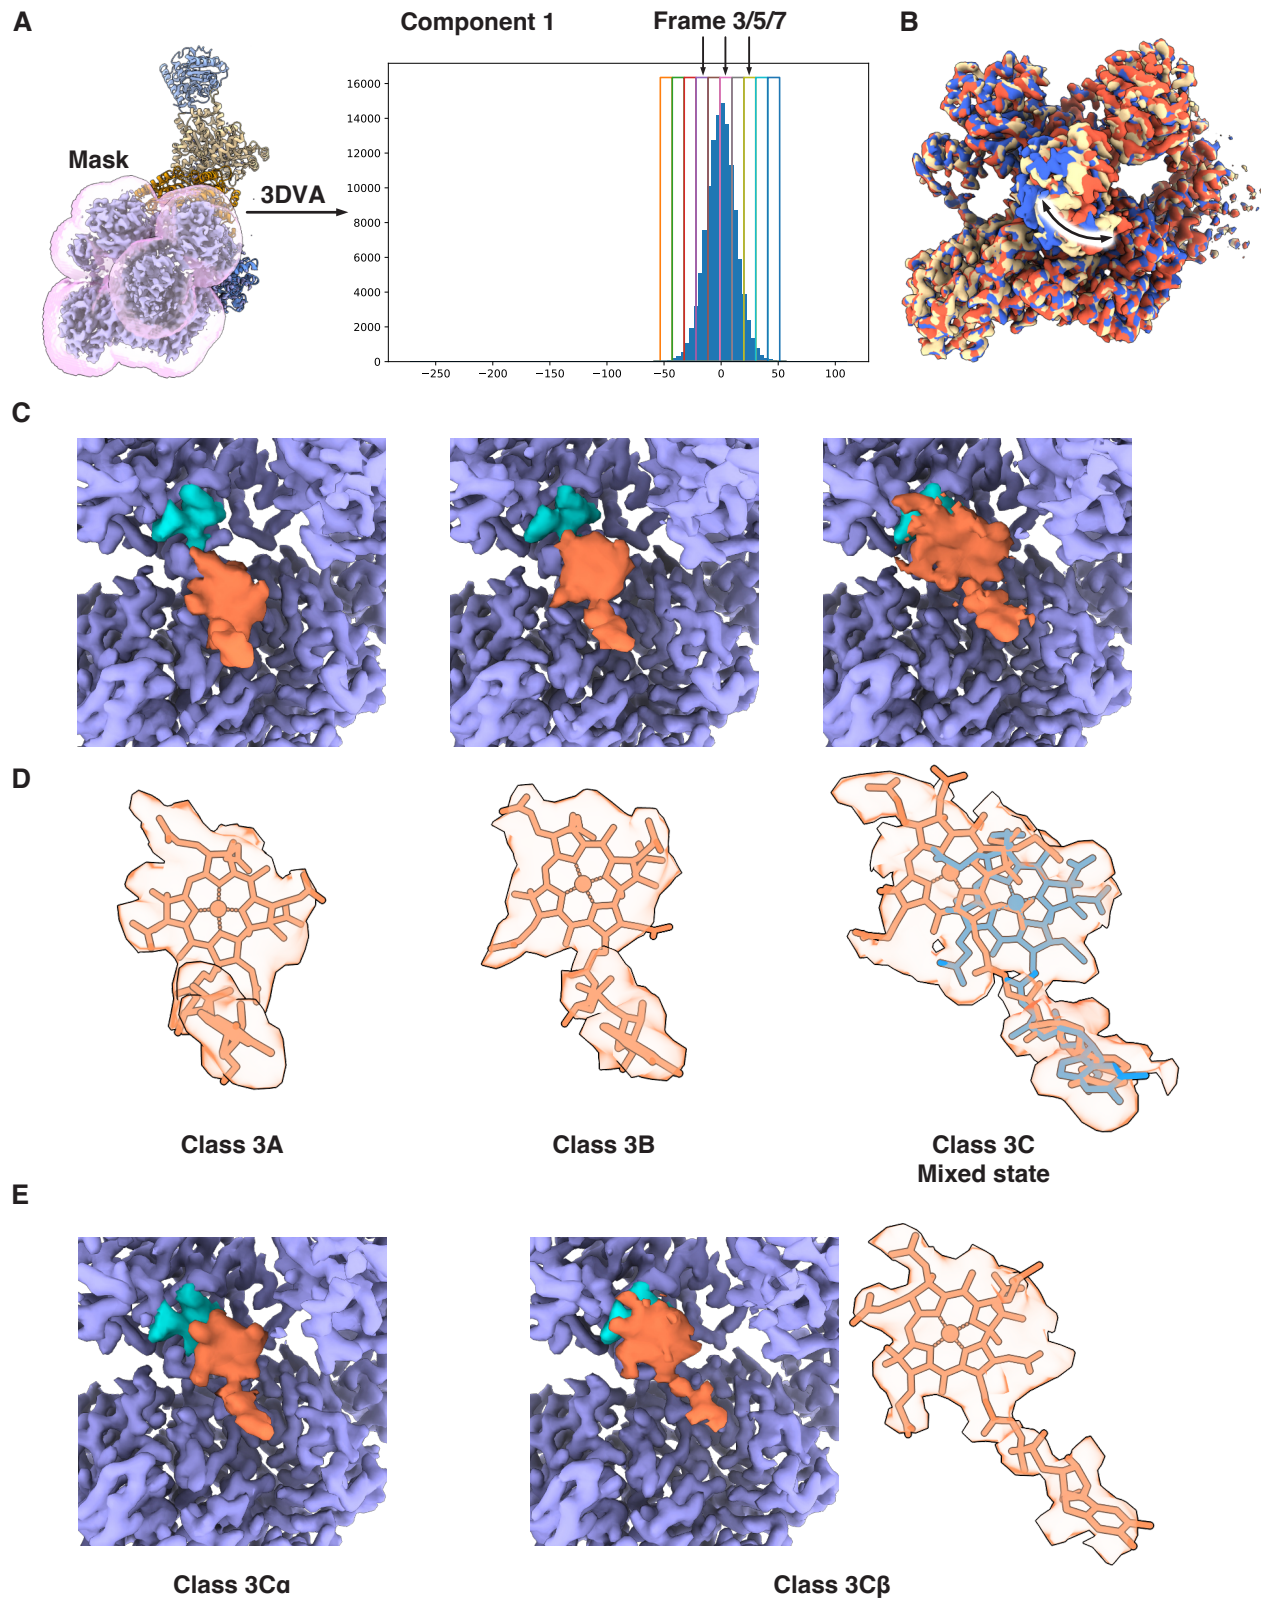 A
Component 1
Frame 3/5/7
B
Mask
3DVA
16000
14000
12000
10000
8000
6000
4000
2000
0
−250
−200
−150
−100
−50
0
50
100
C
D
Class 3A
Class 3B
Class 3C
Mixed state
E
Class 3Cα
Class 3Cβ